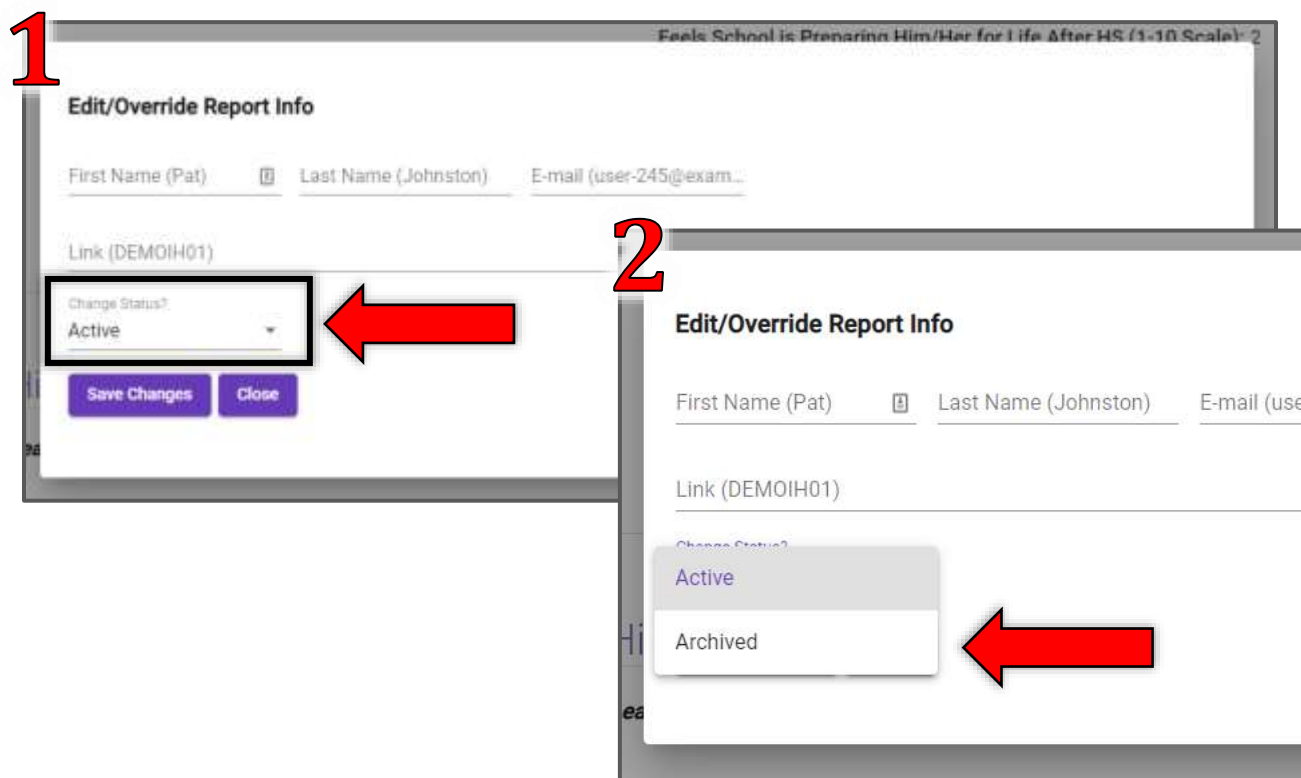 1
Feels School is Preparing Him/Her for Life After HS (1-10 Scale): 2
Edit/Override Report Info
First Name (Pat) Last Name (Johnston) E-mail (user-245@exam...
Link (DEMOIH01)
Change Status?
Active
Save Changes Close
2
Edit/Override Report Info
First Name (Pat) Last Name (Johnston) E-mail (use
Link (DEMOIH01)
Change Status?
Active
Archived
Hi
ea